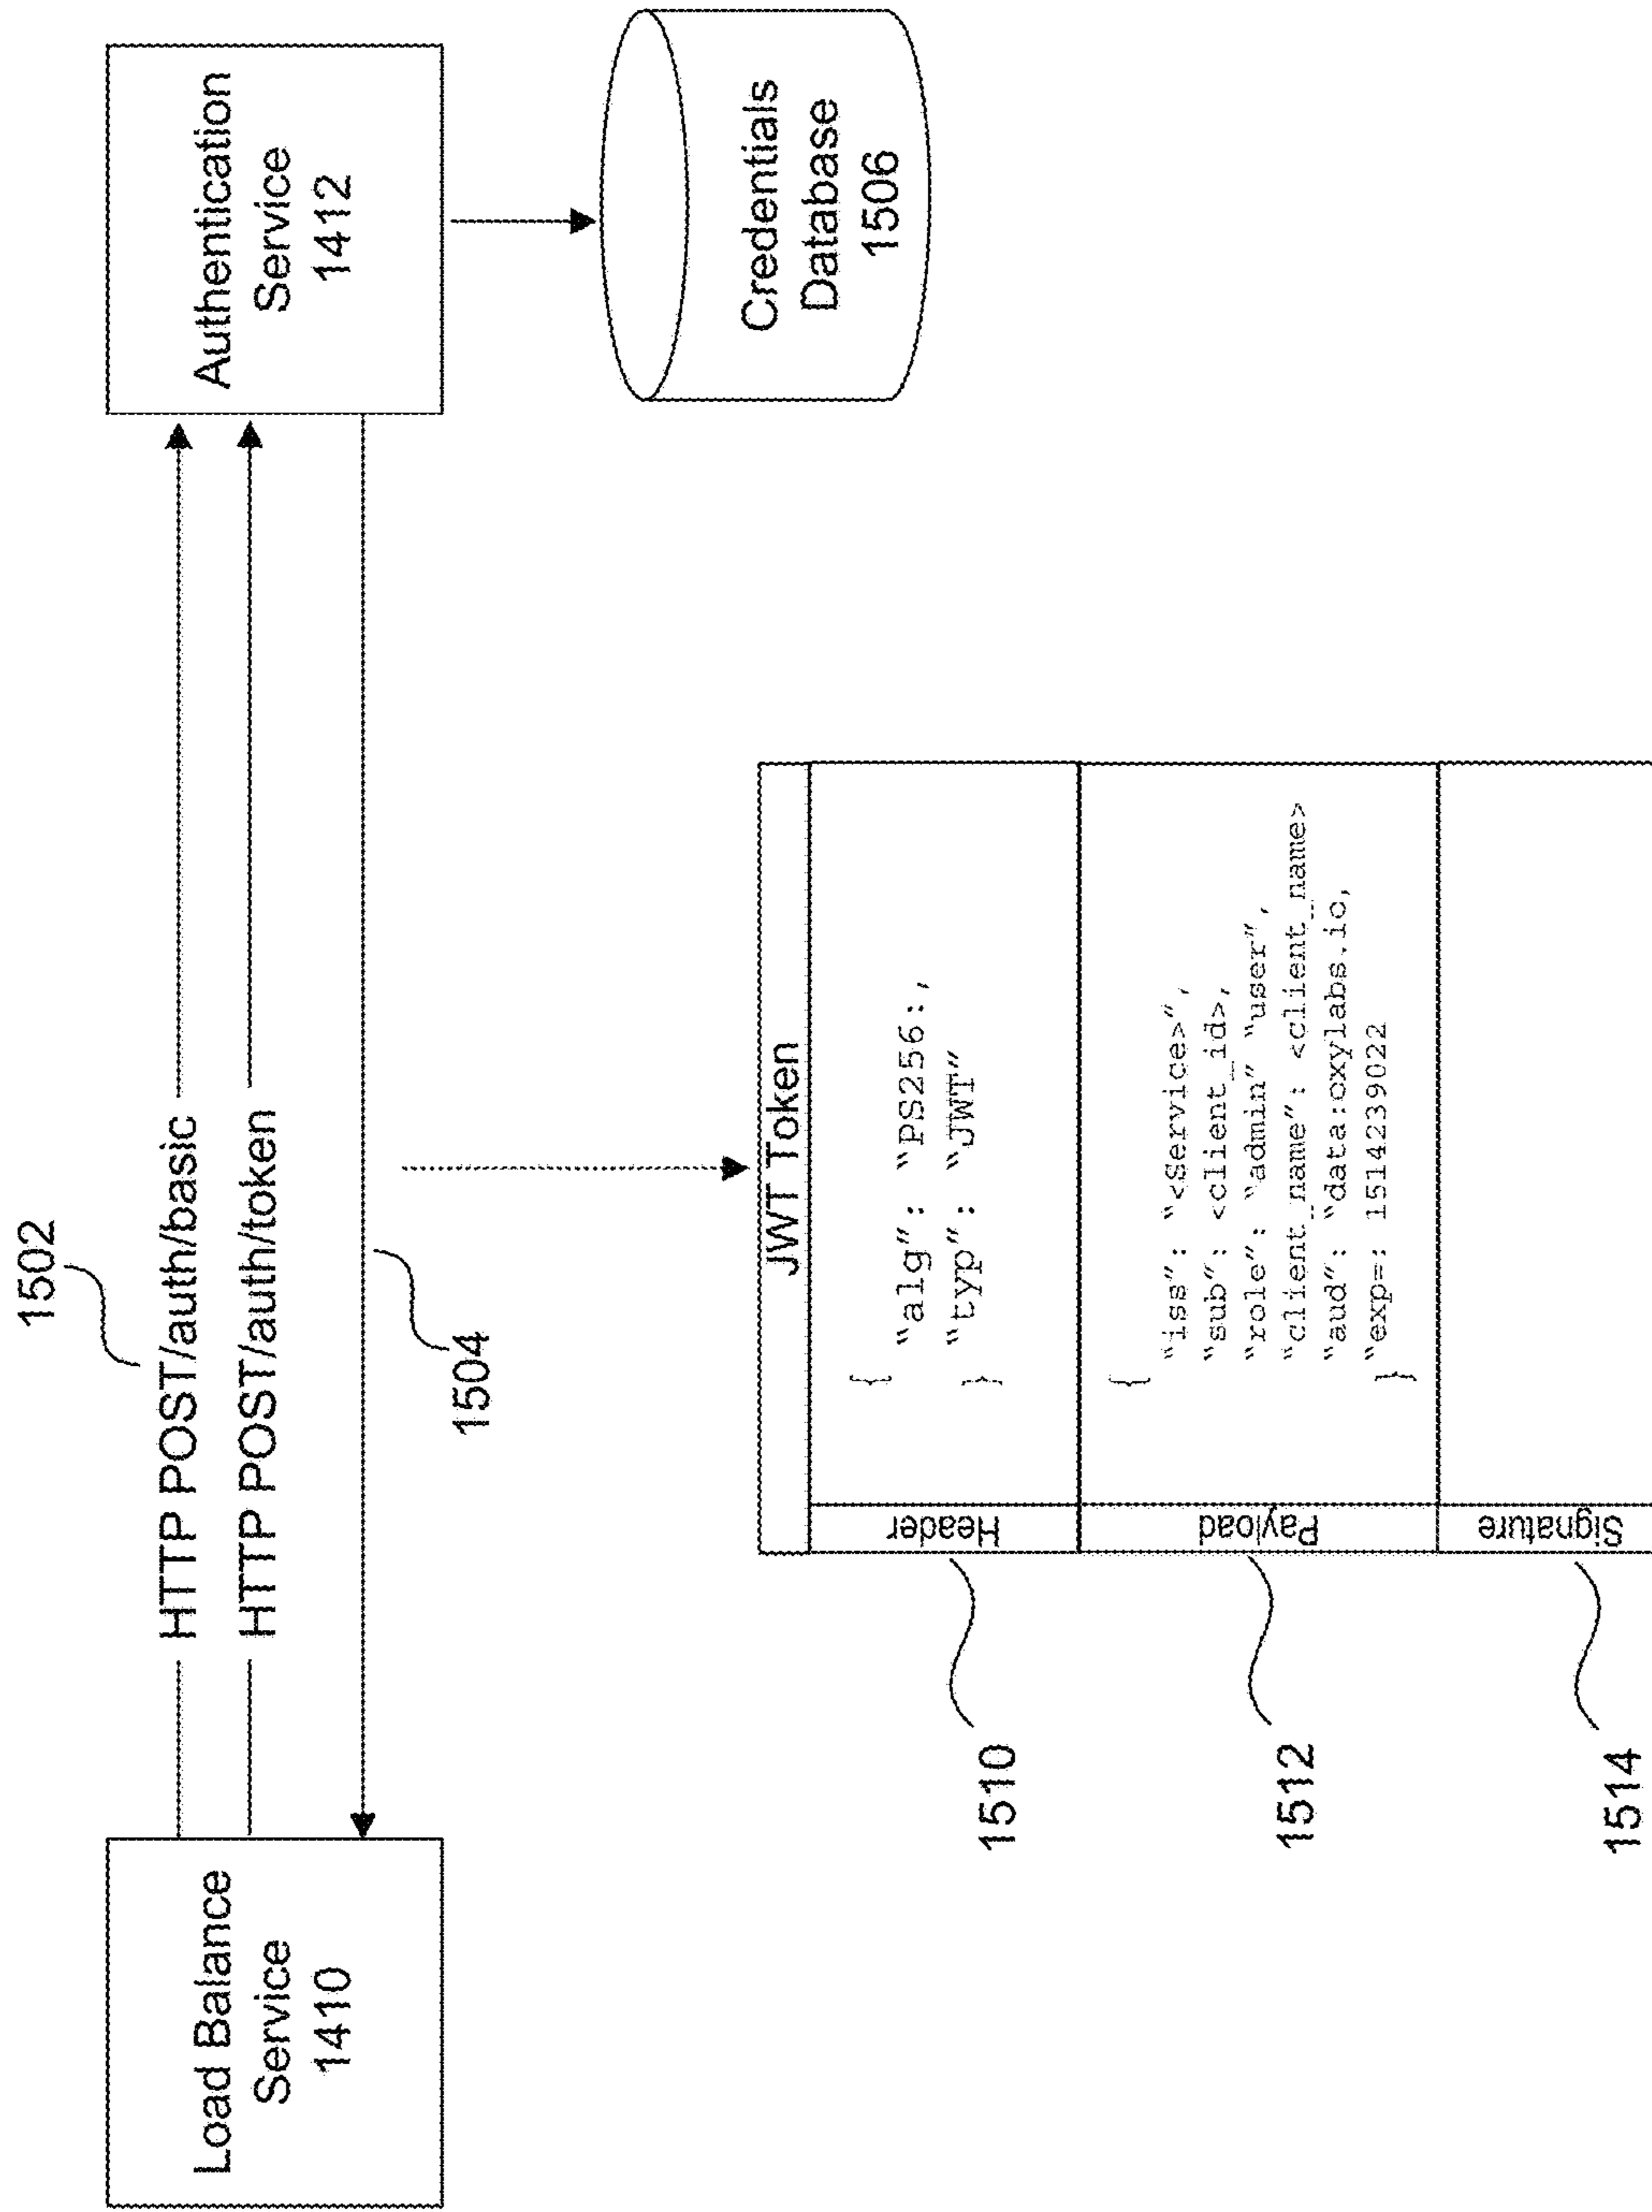 1502
HTTP POST/auth/basic
HTTP POST/auth/token
1504
Load Balance
Service
1410
Authentication
Service
1412
Credentials
Database
1506
JWT Token
1510
Header
{
"alg": "PS256:,
"typ": "JWT"
}
1512
Payload
{
"iss": "<Service>",
"sub": <client_id>,
"role": "admin" "user",
"client_name": <client_name>
"aud": "data:oxylabs.io,
"exp=: 1514239022
}
1514
Signature